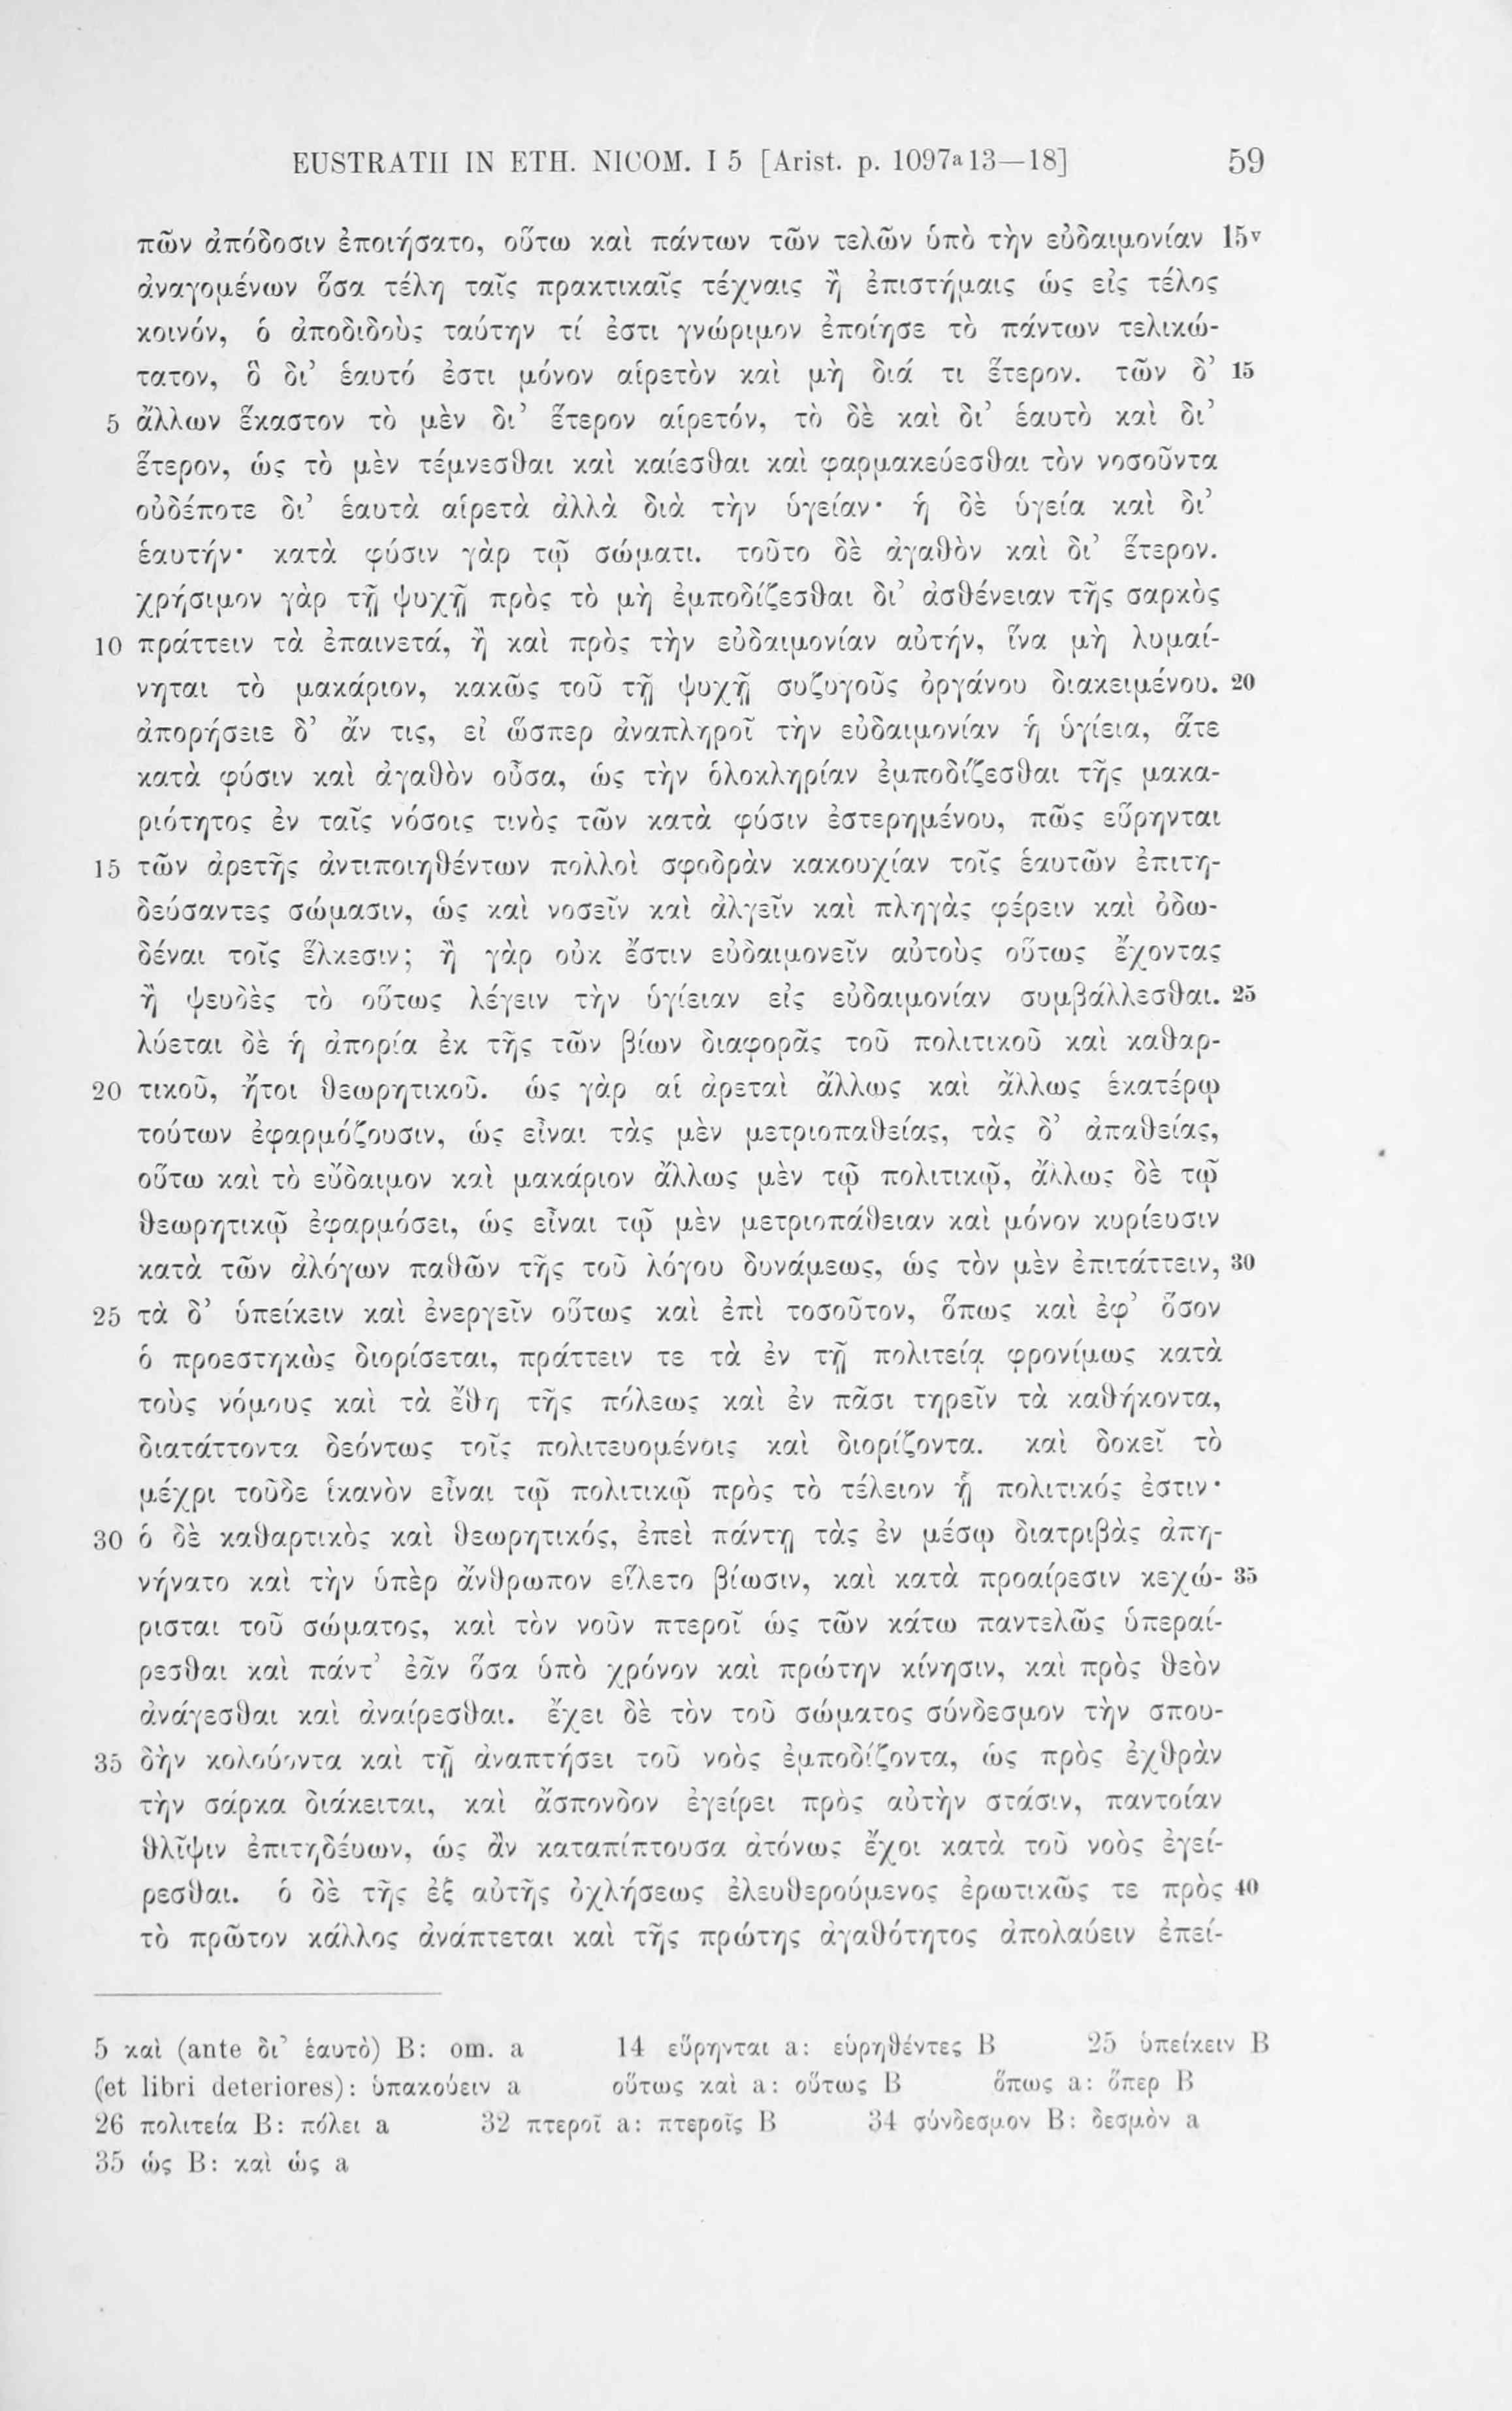 EUSTRATII IN ETH. NICOM. I 5 [Arist. p. 1097a13—18] 59
πῶν ἀπόδοσιν ἐποιήσατο, οὕτω καὶ πάντων τῶν τελῶν ὑπὸ τὴν εὐδαιμονίαν 15v
ἀναγομένων ὅσα τέλη ταῖς πρακτικαῖς τέχναις ἢ ἐπιστήμαις ὡς εἰς τέλος
κοινόν, ὁ ἀποδιδοὺς ταύτην τί ἐστι γνώριμον ἐποίησε τὸ πάντων τελικώ-
τατον, ὃ δι’ ἑαυτό ἐστι μόνον αἱρετὸν καὶ μὴ διά τι ἕτερον. τῶν δ’ 15
5 ἄλλων ἕκαστον τὸ μὲν δι’ ἕτερον αἱρετόν, τὸ δὲ καὶ δι’ ἑαυτὸ καὶ δι’
ἕτερον, ὡς τὸ μὲν τέμνεσθαι καὶ καίεσθαι καὶ φαρμακεύεσθαι τὸν νοσοῦντα
οὐδέποτε δι’ ἑαυτὰ αἱρετὰ ἀλλὰ διὰ τὴν ὑγείαν· ἡ δὲ ὑγεία καὶ δι’
ἑαυτήν· κατὰ φύσιν γὰρ τῷ σώματι. τοῦτο δὲ ἀγαθὸν καὶ δι’ ἕτερον.
χρήσιμον γὰρ τῇ ψυχῇ πρὸς τὸ μὴ ἐμποδίζεσθαι δι’ ἀσθένειαν τῆς σαρκὸς
10 πράττειν τὰ ἐπαινετά, ἢ καὶ πρὸς τὴν εὐδαιμονίαν αὐτήν, ἵνα μὴ λυμαί-
νηται τὸ μακάριον, κακῶς τοῦ τῇ ψυχῇ συζυγοῦς ὀργάνου διακειμένου. 20
ἀπορήσειε δ’ ἄν τις, εἰ ὥσπερ ἀναπληροῖ τὴν εὐδαιμονίαν ἡ ὑγίεια, ἅτε
κατὰ φύσιν καὶ ἀγαθὸν οὖσα, ὡς τὴν ὁλοκληρίαν ἐμποδίζεσθαι τῆς μακα-
ριότητος ἐν ταῖς νόσοις τινὸς τῶν κατὰ φύσιν ἐστερημένου, πῶς εὕρηνται
15 τῶν ἀρετῆς ἀντιποιηθέντων πολλοὶ σφοδρὰν κακουχίαν τοῖς ἑαυτῶν ἐπιτη-
δεύσαντες σώμασιν, ὡς καὶ νοσεῖν καὶ ἀλγεῖν καὶ πληγὰς φέρειν καὶ ὀδω-
δέναι τοῖς ἕλκεσιν; ἢ γὰρ οὐκ ἔστιν εὐδαιμονεῖν αὐτοὺς οὕτως ἔχοντας
ἢ ψευδὲς τὸ οὕτως λέγειν τὴν ὑγίειαν εἰς εὐδαιμονίαν συμβάλλεσθαι. 25
λύεται δὲ ἡ ἀπορία ἐκ τῆς τῶν βίων διαφορᾶς τοῦ πολιτικοῦ καὶ καθαρ-
20 τικοῦ, ἤτοι θεωρητικοῦ. ὡς γὰρ αἱ ἀρεταὶ ἄλλως καὶ ἄλλως ἑκατέρῳ
τούτων ἐφαρμόζουσιν, ὡς εἶναι τὰς μὲν μετριοπαθείας, τὰς δ’ ἀπαθείας,
οὕτω καὶ τὸ εὔδαιμον καὶ μακάριον ἄλλως μὲν τῷ πολιτικῷ, ἄλλως δὲ τῷ
θεωρητικῷ ἐφαρμόσει, ὡς εἶναι τῷ μὲν μετριοπάθειαν καὶ μόνον κυρίευσιν
κατὰ τῶν ἀλόγων παθῶν τῆς τοῦ λόγου δυνάμεως, ὡς τὸν μὲν ἐπιτάττειν, 30
25 τὰ δ’ ὑπείκειν καὶ ἐνεργεῖν οὕτως καὶ ἐπὶ τοσοῦτον, ὅπως καὶ ἐφ’ ὅσον
ὁ προεστηκὼς διορίσεται, πράττειν τε τὰ ἐν τῇ πολιτείᾳ φρονίμως κατὰ
τοὺς νόμους καὶ τὰ ἔθη τῆς πόλεως καὶ ἐν πᾶσι τηρεῖν τὰ καθήκοντα,
διατάττοντα δεόντως τοῖς πολιτευομένοις καὶ διορίζοντα. καὶ δοκεῖ τὸ
μέχρι τοῦδε ἱκανὸν εἶναι τῷ πολιτικῷ πρὸς τὸ τέλειον ᾗ πολιτικός ἐστιν·
30 ὁ δὲ καθαρτικὸς καὶ θεωρητικός, ἐπεὶ πάντῃ τὰς ἐν μέσῳ διατριβὰς ἀπη-
νήνατο καὶ τὴν ὑπὲρ ἄνθρωπον εἵλετο βίωσιν, καὶ κατὰ προαίρεσιν κεχώ- 35
ρισται τοῦ σώματος, καὶ τὸν νοῦν πτεροῖ ὡς τῶν κάτω παντελῶς ὑπεραί-
ρεσθαι καὶ πάντ’ ἐᾶν ὅσα ὑπὸ χρόνον καὶ πρώτην κίνησιν, καὶ πρὸς θεὸν
ἀνάγεσθαι καὶ ἀναίρεσθαι. ἔχει δὲ τὸν τοῦ σώματος σύνδεσμον τὴν σπου-
35 δὴν κολούοντα καὶ τῇ ἀναπτήσει τοῦ νοὸς ἐμποδίζοντα, ὡς πρὸς ἐχθρὰν
τὴν σάρκα διάκειται, καὶ ἄσπονδον ἐγείρει πρὸς αὐτὴν στάσιν, παντοίαν
θλῖψιν ἐπιτηδεύων, ὡς ἂν καταπίπτουσα ἀτόνως ἔχοι κατὰ τοῦ νοὸς ἐγεί-
ρεσθαι. ὁ δὲ τῆς ἐξ αὐτῆς ὀχλήσεως ἐλευθερούμενος ἐρωτικῶς τε πρὸς 40
τὸ πρῶτον κάλλος ἀνάπτεται καὶ τῆς πρώτης ἀγαθότητος ἀπολαύειν ἐπεί-
5 καὶ (ante δι’ ἑαυτὸ) B: om. a 14 εὕρηνται a: εὑρηθέντες B 25 ὑπείκειν B
(et libri deteriores): ὑπακούειν a οὕτως καὶ a: οὕτως B ὅπως a: ὅπερ B
26 πολιτεία B: πόλει a 32 πτεροῖ a: πτεροῖς B 34 σύνδεσμον B: δεσμὸν a
35 ὡς B: καὶ ὡς a